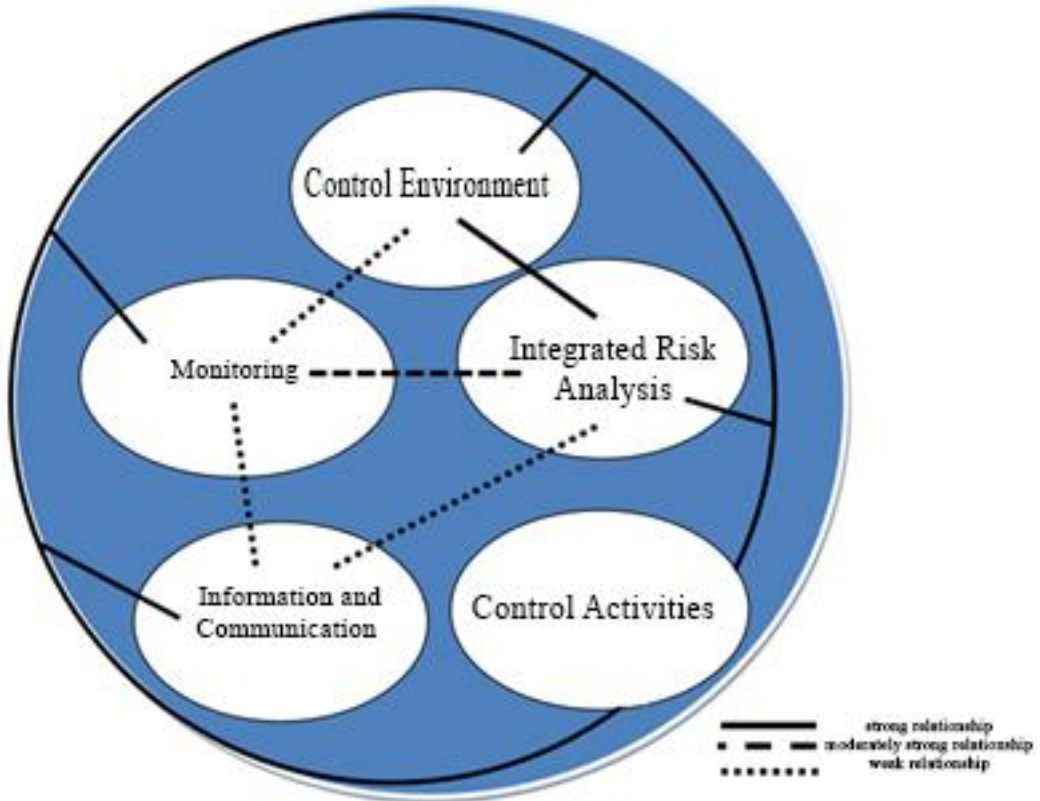 Control Environment
Integrated Risk
Analysis
Monitoring
Information and
Communication
Control Activities
strong relationship
moderately strong relationship
weak relationship